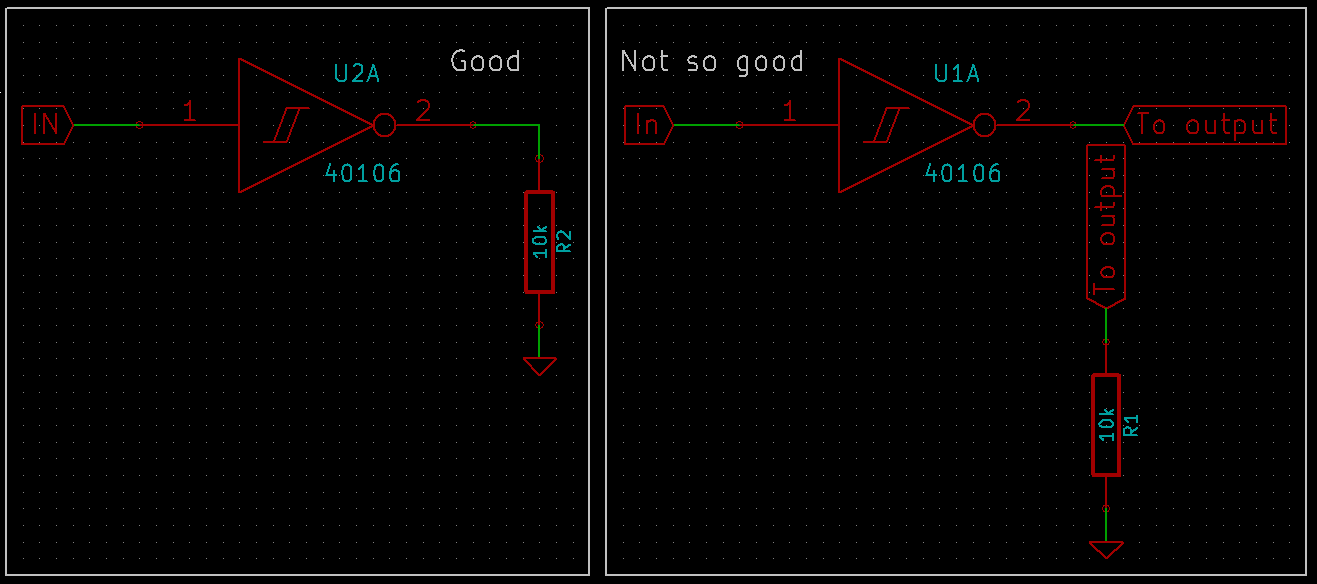 Good
U2A
IN
1
2
40106
10k
R2
Not so good
U1A
In
1
2
To output
40106
To output
10k
R1